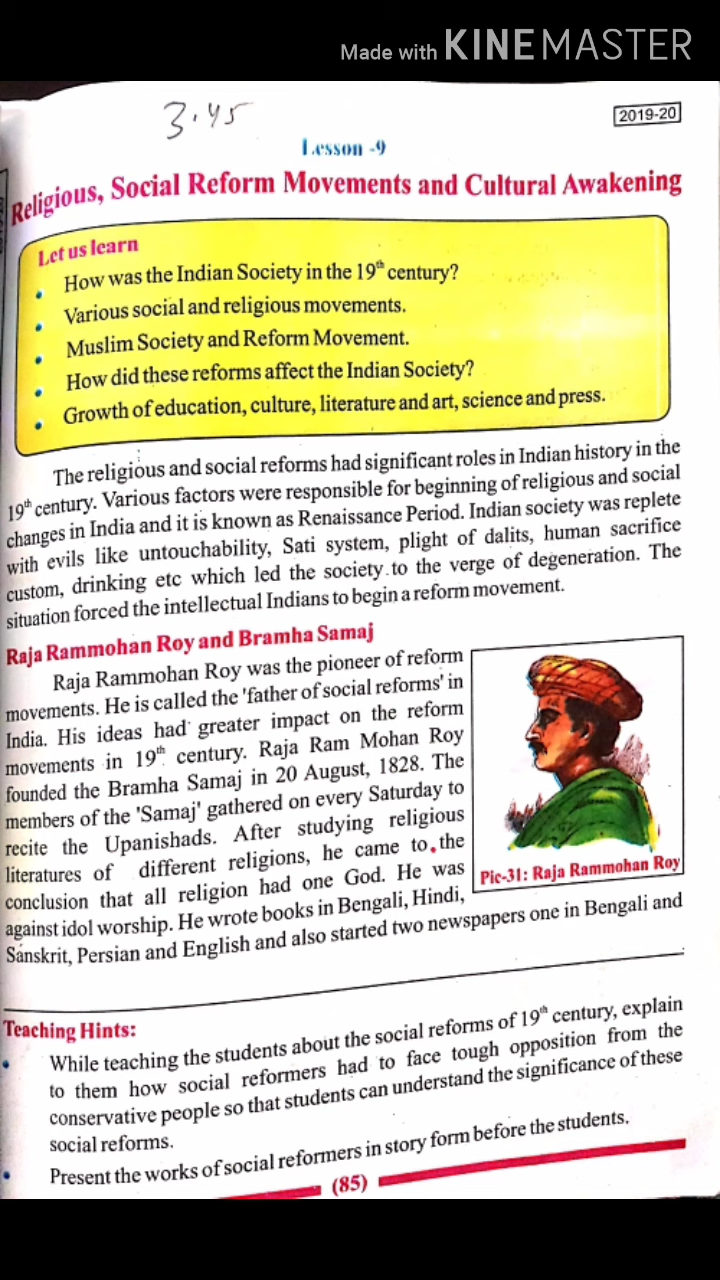 Made with KINEMASTER
3.45
2019-20
Lesson -9
Religious, Social Reform Movements and Cultural Awakening
Let us learn
• How was the Indian Society in the 19th century?
• Various social and religious movements.
• Muslim Society and Reform Movement.
• How did these reforms affect the Indian Society?
• Growth of education, culture, literature and art, science and press.
The religious and social reforms had significant roles in Indian history in the
19th century. Various factors were responsible for beginning of religious and social
changes in India and it is known as Renaissance Period. Indian society was replete
with evils like untouchability, Sati system, plight of dalits, human sacrifice
custom, drinking etc which led the society to the verge of degeneration. The
situation forced the intellectual Indians to begin a reform movement.
Raja Rammohan Roy and Bramha Samaj
Raja Rammohan Roy was the pioneer of reform
movements. He is called the 'father of social reforms' in
India. His ideas had greater impact on the reform
movements in 19th century. Raja Ram Mohan Roy
founded the Bramha Samaj in 20 August, 1828. The
members of the 'Samaj' gathered on every Saturday to
recite the Upanishads. After studying religious
literatures of different religions, he came to the
conclusion that all religion had one God. He was
against idol worship. He wrote books in Bengali, Hindi,
Sanskrit, Persian and English and also started two newspapers one in Bengali and
Pic-31: Raja Rammohan Roy
Teaching Hints:
• While teaching the students about the social reforms of 19th century, explain
to them how social reformers had to face tough opposition from the
conservative people so that students can understand the significance of these
social reforms.
• Present the works of social reformers in story form before the students.
(85)